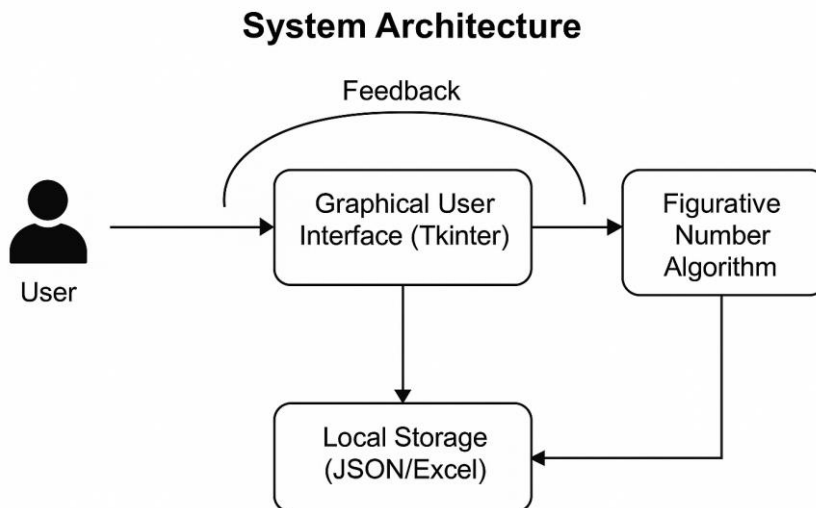 System Architecture
Feedback
User
Graphical User
Interface (Tkinter)
Figurative
Number
Algorithm
Local Storage
(JSON/Excel)